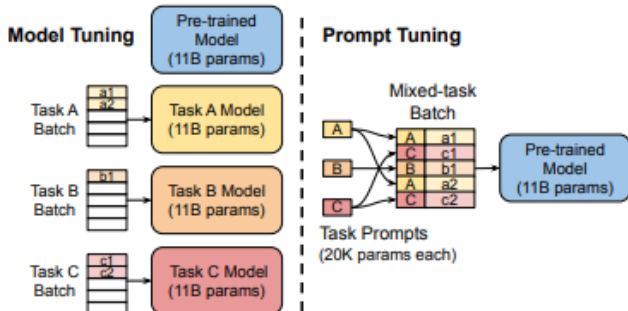 Model Tuning
Pre-trained
Model
(11B params)
Task A
Batch
a1
a2
Task A Model
(11B params)
Task B
Batch
b1
Task B Model
(11B params)
Task C
Batch
c1
c2
Task C Model
(11B params)
Prompt Tuning
Mixed-task
Batch
A
B
C
A a1
C c1
B b1
A a2
C c2
Pre-trained
Model
(11B params)
Task Prompts
(20K params each)